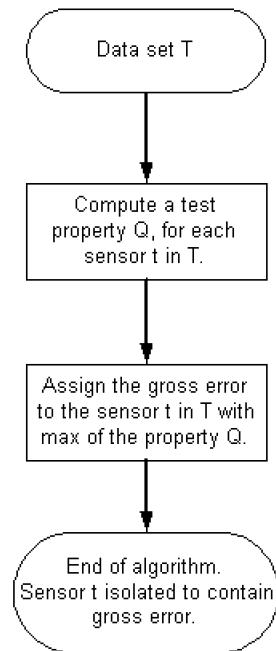 Data set T
Compute a test
property Q, for each
sensor t in T.
Assign the gross error
to the sensor t in T with
max of the property Q.
End of algorithm.
Sensor t isolated to contain
gross error.